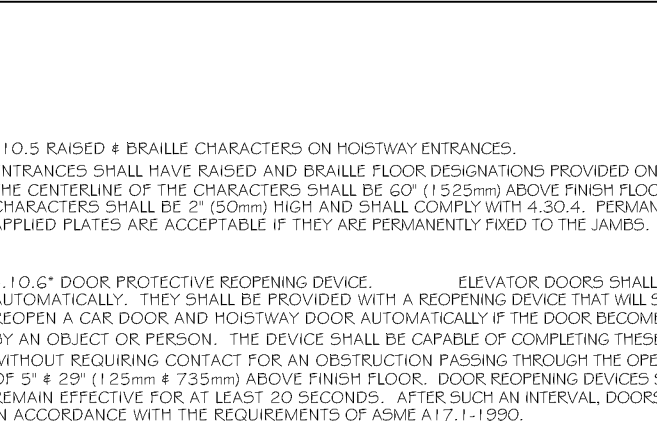 10.5 RAISED & BRAILLE CHARACTERS ON HOISTWAY ENTRANCES.
NTRANCES SHALL HAVE RAISED AND BRAILLE FLOOR DESIGNATIONS PROVIDED ON
HE CENTERLINE OF THE CHARACTERS SHALL BE 60" (1525mm) ABOVE FINISH FLOO
CHARACTERS SHALL BE 2" (50mm) HIGH AND SHALL COMPLY WITH 4.30.4. PERMAN
APPLIED PLATES ARE ACCEPTABLE IF THEY ARE PERMANENTLY FIXED TO THE JAMBS.
.10.6* DOOR PROTECTIVE REOPENING DEVICE. ELEVATOR DOORS SHALL
AUTOMATICALLY. THEY SHALL BE PROVIDED WITH A REOPENING DEVICE THAT WILL S
REOPEN A CAR DOOR AND HOISTWAY DOOR AUTOMATICALLY IF THE DOOR BECOME
BY AN OBJECT OR PERSON. THE DEVICE SHALL BE CAPABLE OF COMPLETING THESE
WITHOUT REQUIRING CONTACT FOR AN OBSTRUCTION PASSING THROUGH THE OPE
OF 5" & 29" (125mm & 735mm) ABOVE FINISH FLOOR. DOOR REOPENING DEVICES S
REMAIN EFFECTIVE FOR AT LEAST 20 SECONDS. AFTER SUCH AN INTERVAL, DOORS
N ACCORDANCE WITH THE REQUIREMENTS OF ASME A17.1-1990.